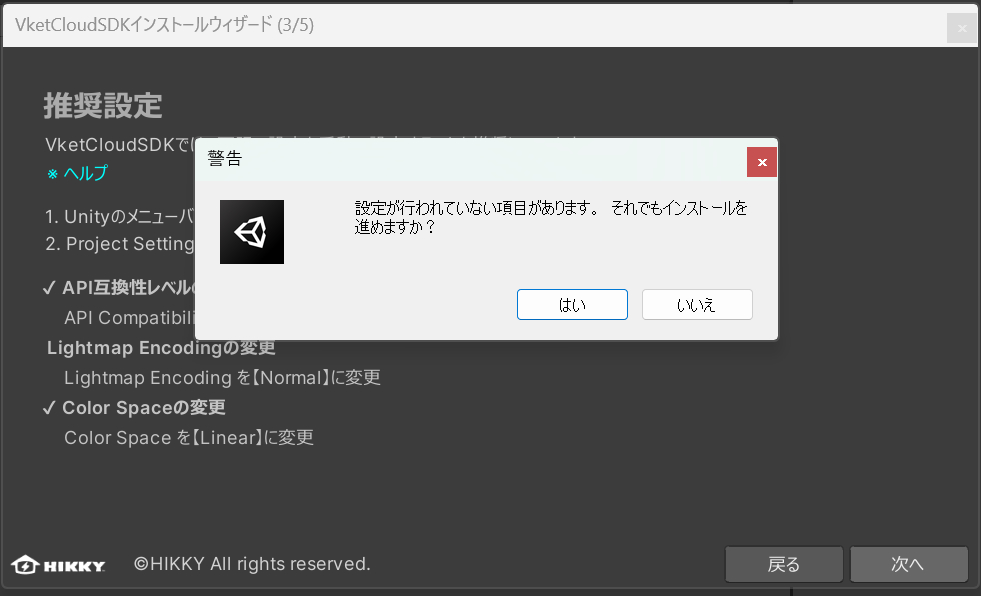 VketCloudSDKインストールウィザード (3/5)
推奨設定
VketCloudSDKでは
※ ヘルプ
1. Unityのメニューバ
2. Project Setting
✓ API互換性レベルの
API Compatibili
Lightmap Encodingの変更
Lightmap Encoding を【Normal】に変更
✓ Color Spaceの変更
Color Space を【Linear】に変更
警告
設定が行われていない項目があります。 それでもインストールを
進めますか？
はい
いいえ
HIKKY
©HIKKY All rights reserved.
戻る
次へ